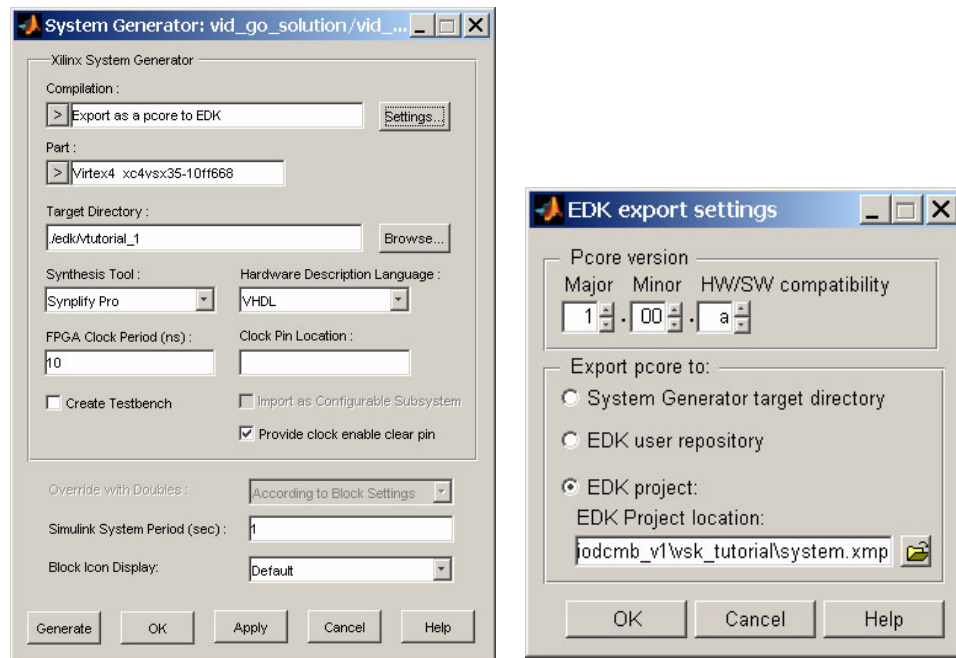 System Generator: vid_go_solution/vid_...
Xilinx System Generator
Compilation :
> Export as a pcore to EDK Settings...
Part :
> Virtex4 xc4vsx35-10ff668
Target Directory :
./edk/vtutorial_1 Browse...
Synthesis Tool : Hardware Description Language :
Synplify Pro VHDL
FPGA Clock Period (ns) : Clock Pin Location :
10
Create Testbench Import as Configurable Subsystem
Provide clock enable clear pin
Override with Doubles : According to Block Settings
Simulink System Period (sec) : 1
Block Icon Display: Default
Generate OK Apply Cancel Help
EDK export settings
Pcore version
Major Minor HW/SW compatibility
1 . 00 . a
Export pcore to:
System Generator target directory
EDK user repository
EDK project:
EDK Project location:
iodcmb_v1\vsk_tutorial\system.xmp
OK Cancel Help